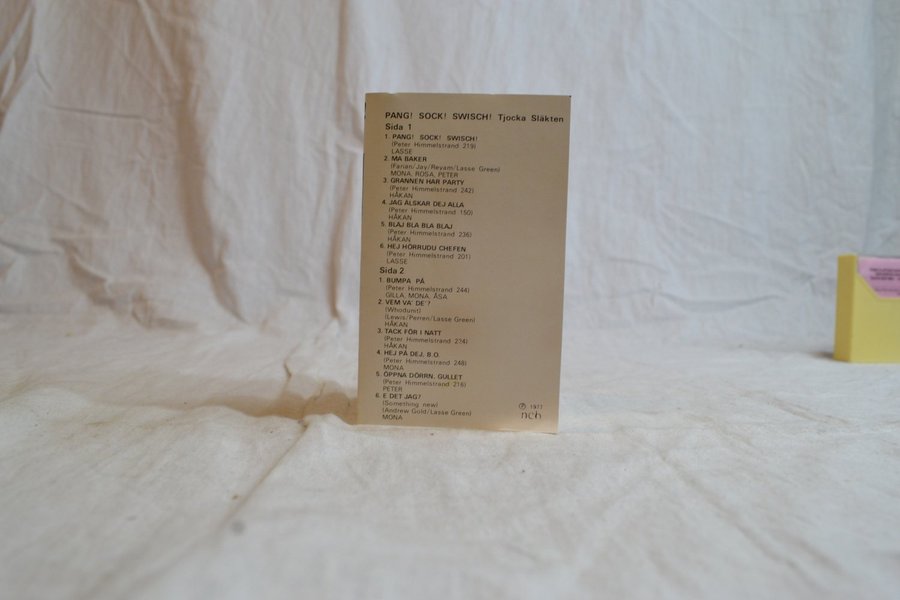 PANG! SOCK! SWISCH! Tjocka Släkten
Sida 1
1. PANG! SOCK! SWISCH!
(Peter Himmelstrand 219)
LASSE
2. MA BAKER
(Farian/Jay/Reyam/Lasse Green)
MONA, ROSA, PETER
3. GRANNEN HAR PARTY
(Peter Himmelstrand 242)
HÅKAN
4. JAG ÄLSKAR DEJ ALLA
(Peter Himmelstrand 150)
HÅKAN
5. BLAJ BLA BLA BLAJ
(Peter Himmelstrand 236)
HÅKAN
6. HEJ HÖRRUDU CHEFEN
(Peter Himmelstrand 201)
LASSE
Sida 2
1. BUMPA PÅ
(Peter Himmelstrand 244)
GILLA, MONA, ÅSA
2. VEM VA' DE'?
(Whodunit)
(Lewis/Perren/Lasse Green)
HÅKAN
3. TACK FÖR I NATT
(Peter Himmelstrand 234)
HÅKAN
4. HEJ PÅ DEJ, B.O.
(Peter Himmelstrand 248)
MONA
5. ÖPPNA DÖRRN, GULLET
(Peter Himmelstrand 216)
PETER
6. E DET JAG?
(Something new)
(Andrew Gold/Lasse Green)
MONA
℗ 1977
ncb